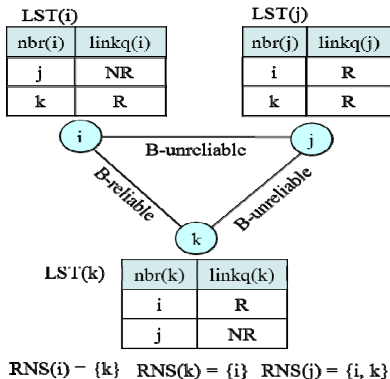 LST(i)
nbr(i) linkq(i)
j NR
k R
LST(j)
nbr(j) linkq(j)
i R
k R
i
B-unreliable
j
B-reliable
B-unreliable
k
LST(k)
nbr(k) linkq(k)
i R
j NR
RNS(i) = {k} RNS(k) = {i} RNS(j) = {i, k}